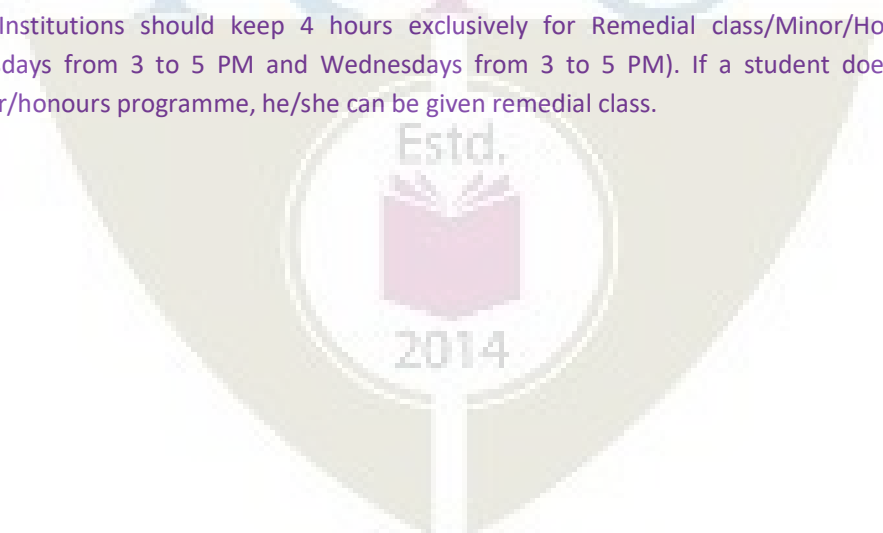 Institutions should keep 4 hours exclusively for Remedial class/Minor/Ho
days from 3 to 5 PM and Wednesdays from 3 to 5 PM). If a student doe
r/honours programme, he/she can be given remedial class.
Estd.
2014